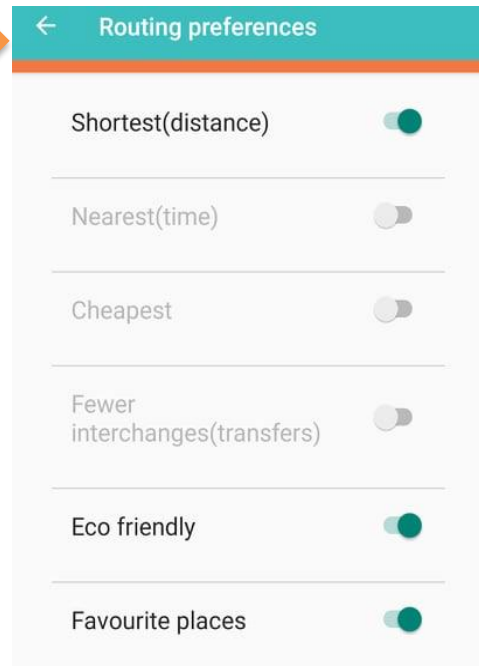 Routing preferences
Shortest(distance)
Nearest(time)
Cheapest
Fewer
interchanges(transfers)
Eco friendly
Favourite places